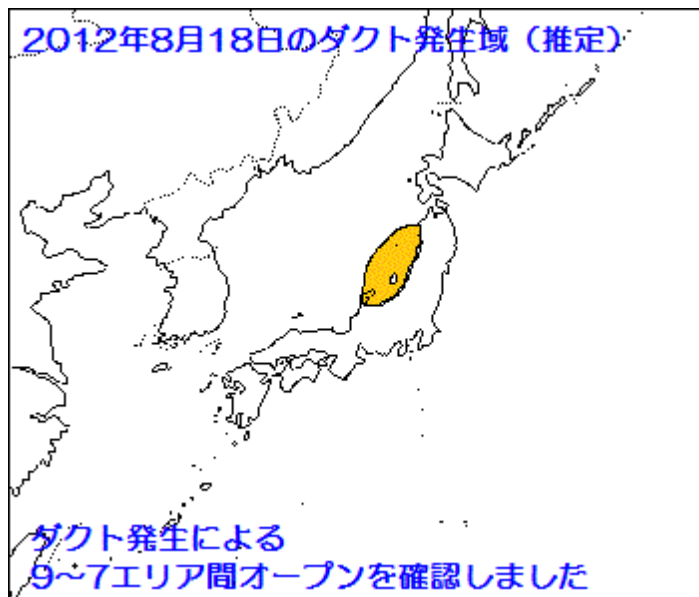 2012年8月18日のダクト発生域（推定）
ダクト発生による
9～7エリア間オープンを確認しました